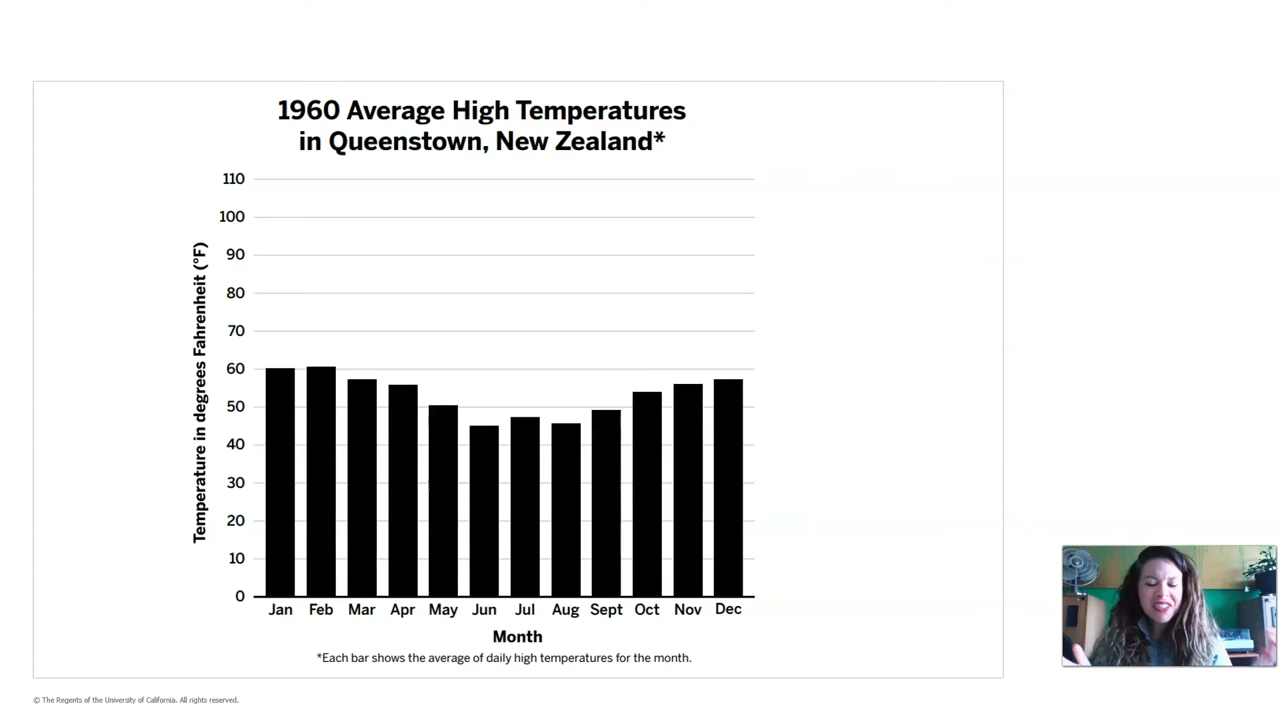 1960 Average High Temperatures
in Queenstown, New Zealand*
Temperature in degrees Fahrenheit (°F)
110
100
90
80
70
60
50
40
30
20
10
0
Jan Feb Mar Apr May Jun Jul Aug Sept Oct Nov Dec
Month
*Each bar shows the average of daily high temperatures for the month.
© The Regents of the University of California. All rights reserved.